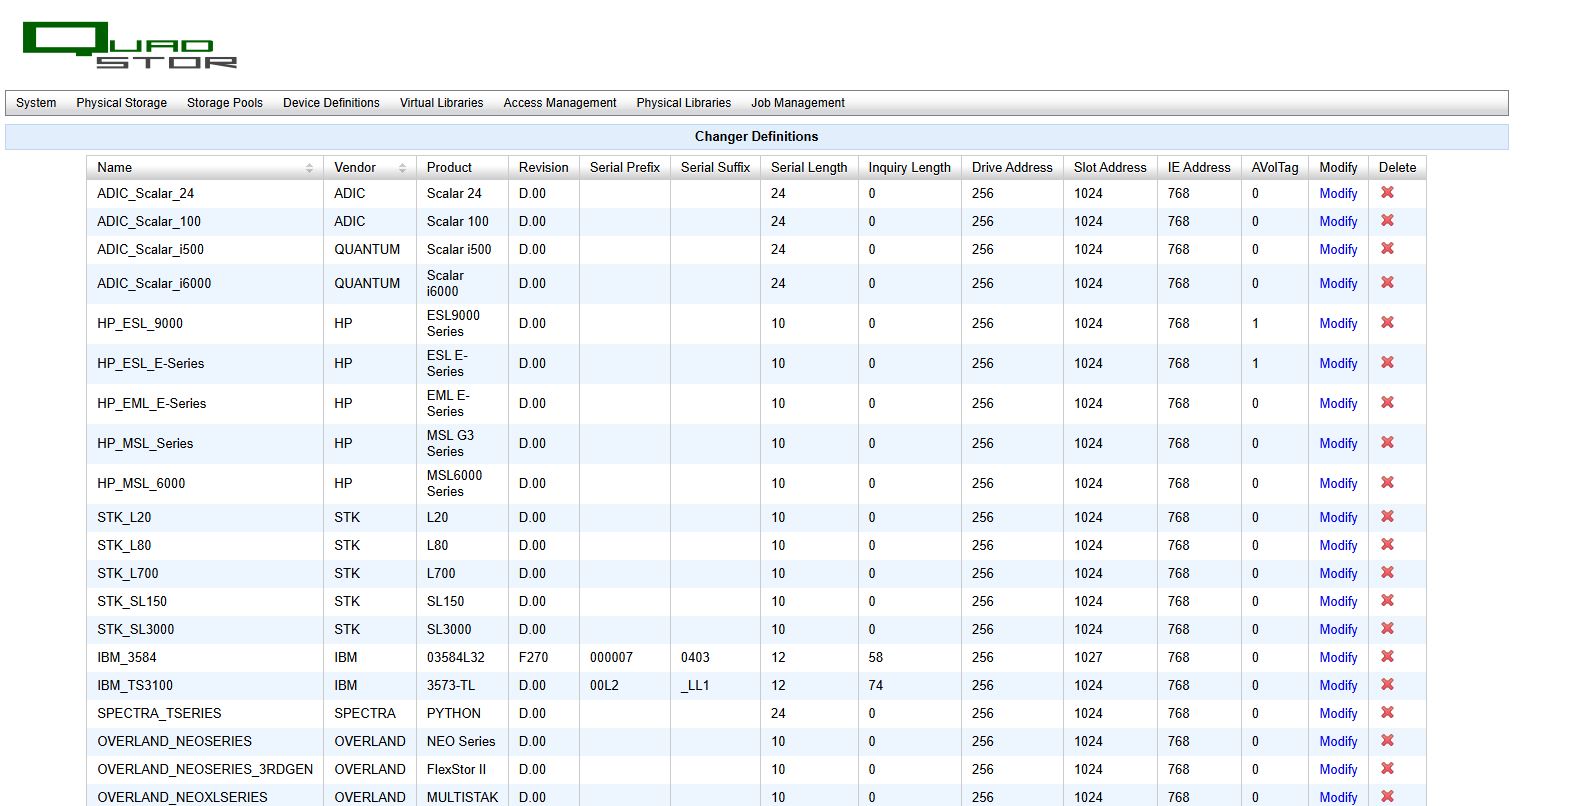 QUAD
STOR
System Physical Storage Storage Pools Device Definitions Virtual Libraries Access Management Physical Libraries Job Management
Changer Definitions
Name Vendor Product Revision Serial Prefix Serial Suffix Serial Length Inquiry Length Drive Address Slot Address IE Address AVolTag Modify Delete
ADIC_Scalar_24 ADIC Scalar 24 D.00 24 0 256 1024 768 0 Modify
ADIC_Scalar_100 ADIC Scalar 100 D.00 24 0 256 1024 768 0 Modify
ADIC_Scalar_i500 QUANTUM Scalar i500 D.00 24 0 256 1024 768 0 Modify
ADIC_Scalar_i6000 QUANTUM Scalar
i6000 D.00 24 0 256 1024 768 0 Modify
HP_ESL_9000 HP ESL9000
Series D.00 10 0 256 1024 768 1 Modify
HP_ESL_E-Series HP ESL E-
Series D.00 10 0 256 1024 768 1 Modify
HP_EML_E-Series HP EML E-
Series D.00 10 0 256 1024 768 0 Modify
HP_MSL_Series HP MSL G3
Series D.00 10 0 256 1024 768 0 Modify
HP_MSL_6000 HP MSL6000
Series D.00 10 0 256 1024 768 0 Modify
STK_L20 STK L20 D.00 10 0 256 1024 768 0 Modify
STK_L80 STK L80 D.00 10 0 256 1024 768 0 Modify
STK_L700 STK L700 D.00 10 0 256 1024 768 0 Modify
STK_SL150 STK SL150 D.00 10 0 256 1024 768 0 Modify
STK_SL3000 STK SL3000 D.00 10 0 256 1024 768 0 Modify
IBM_3584 IBM 03584L32 F270 000007 0403 12 58 256 1027 768 0 Modify
IBM_TS3100 IBM 3573-TL D.00 00L2 _LL1 12 74 256 1024 768 0 Modify
SPECTRA_TSERIES SPECTRA PYTHON D.00 24 0 256 1024 768 0 Modify
OVERLAND_NEOSERIES OVERLAND NEO Series D.00 10 0 256 1024 768 0 Modify
OVERLAND_NEOSERIES_3RDGEN OVERLAND FlexStor II D.00 10 0 256 1024 768 0 Modify
OVERLAND_NEOXLSERIES OVERLAND MULTISTAK D.00 10 0 256 1024 768 0 Modify